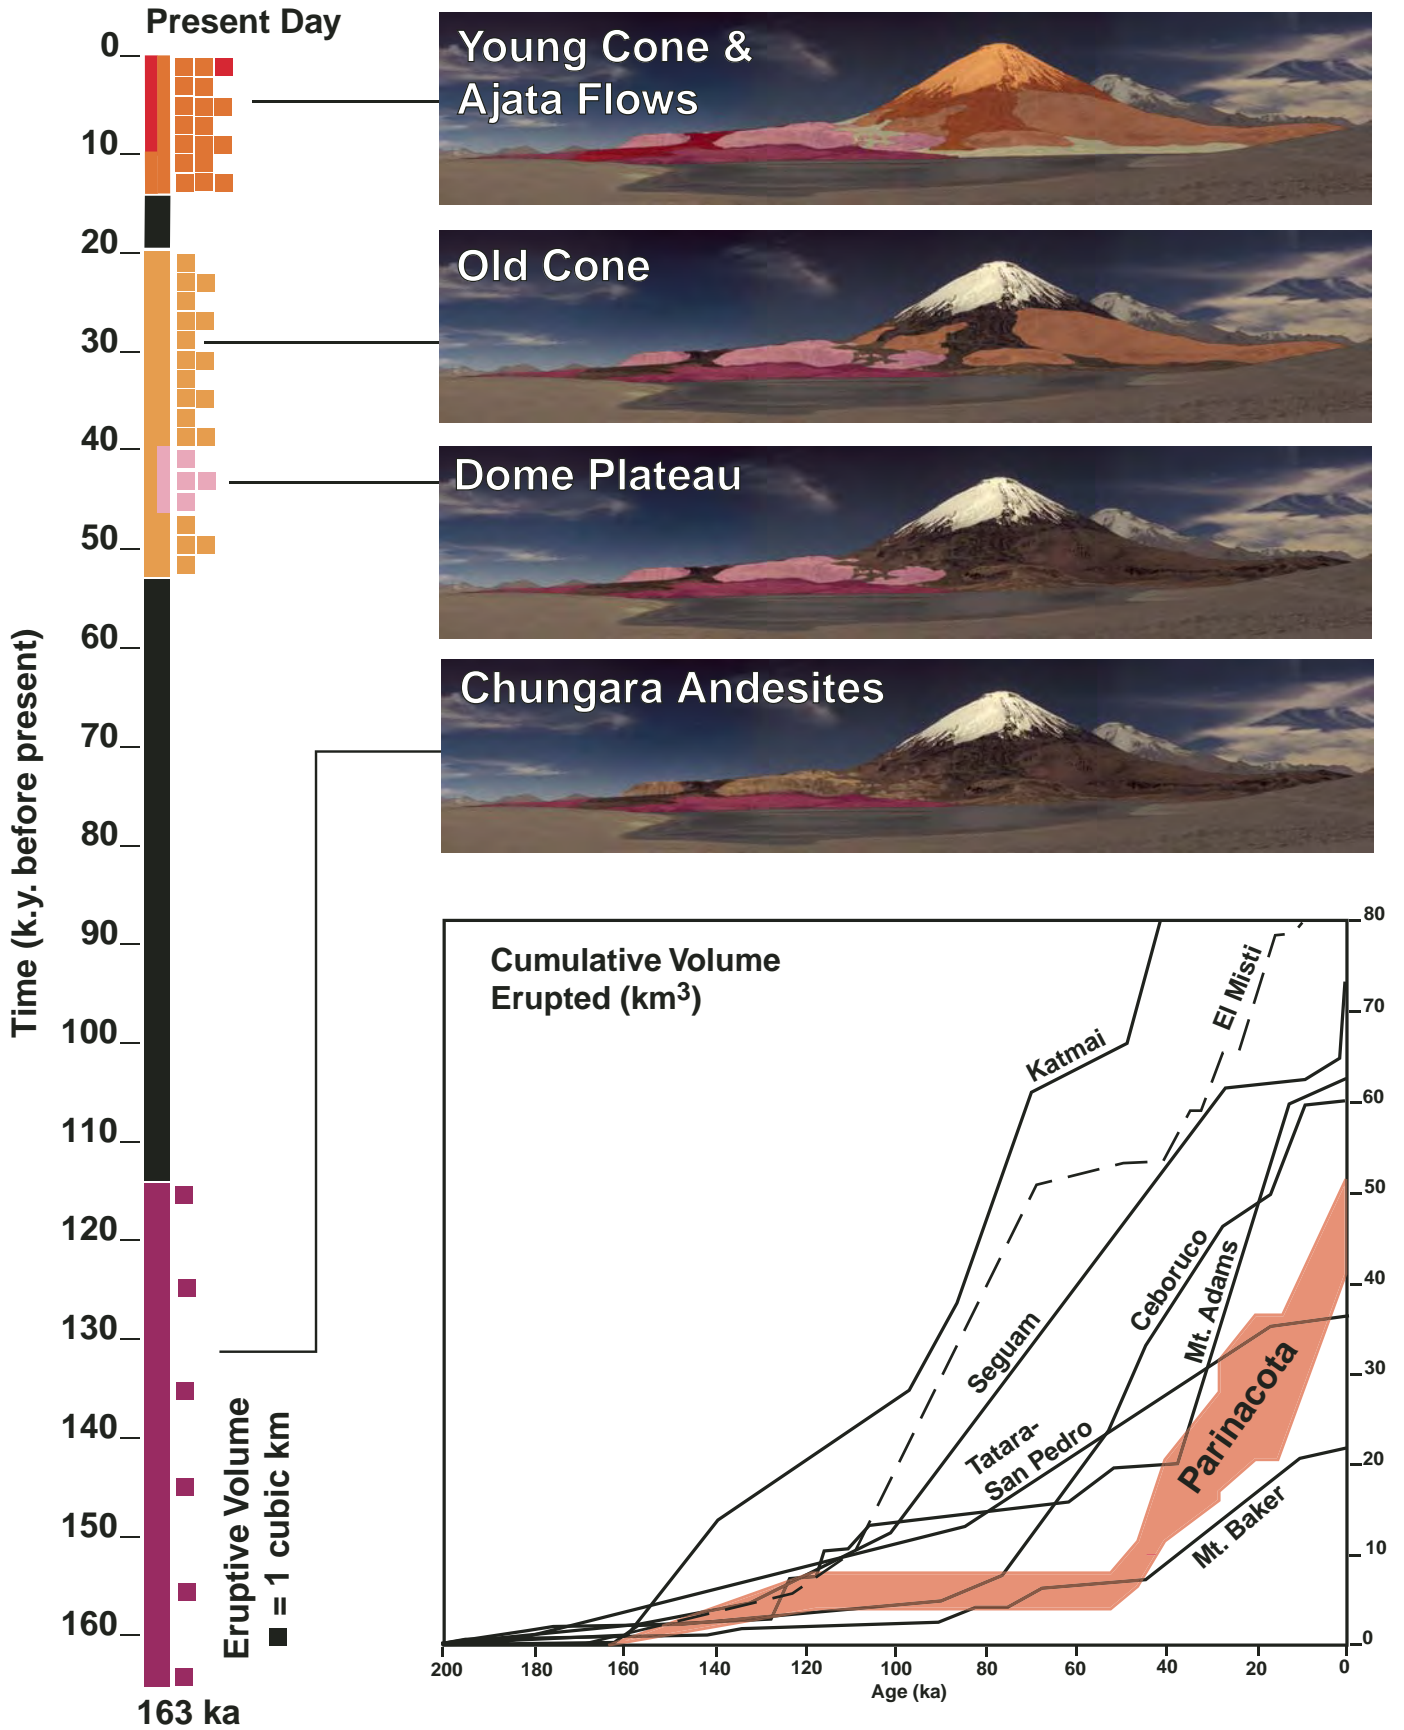 Present Day
0
10
20
30
40
50
60
70
80
90
100
110
120
130
140
150
160
163 ka
Time (k.y. before present)
Eruptive Volume
= 1 cubic km
Young Cone &
Ajata Flows
Old Cone
Dome Plateau
Chungara Andesites
Cumulative Volume
Erupted (km³)
Katmai
El Misti
Seguam
Ceboruco
Mt. Adams
Tatara-
San Pedro
Parinacota
Mt. Baker
80
70
60
50
40
30
20
10
0
200 180 160 140 120 100 80 60 40 20 0
Age (ka)